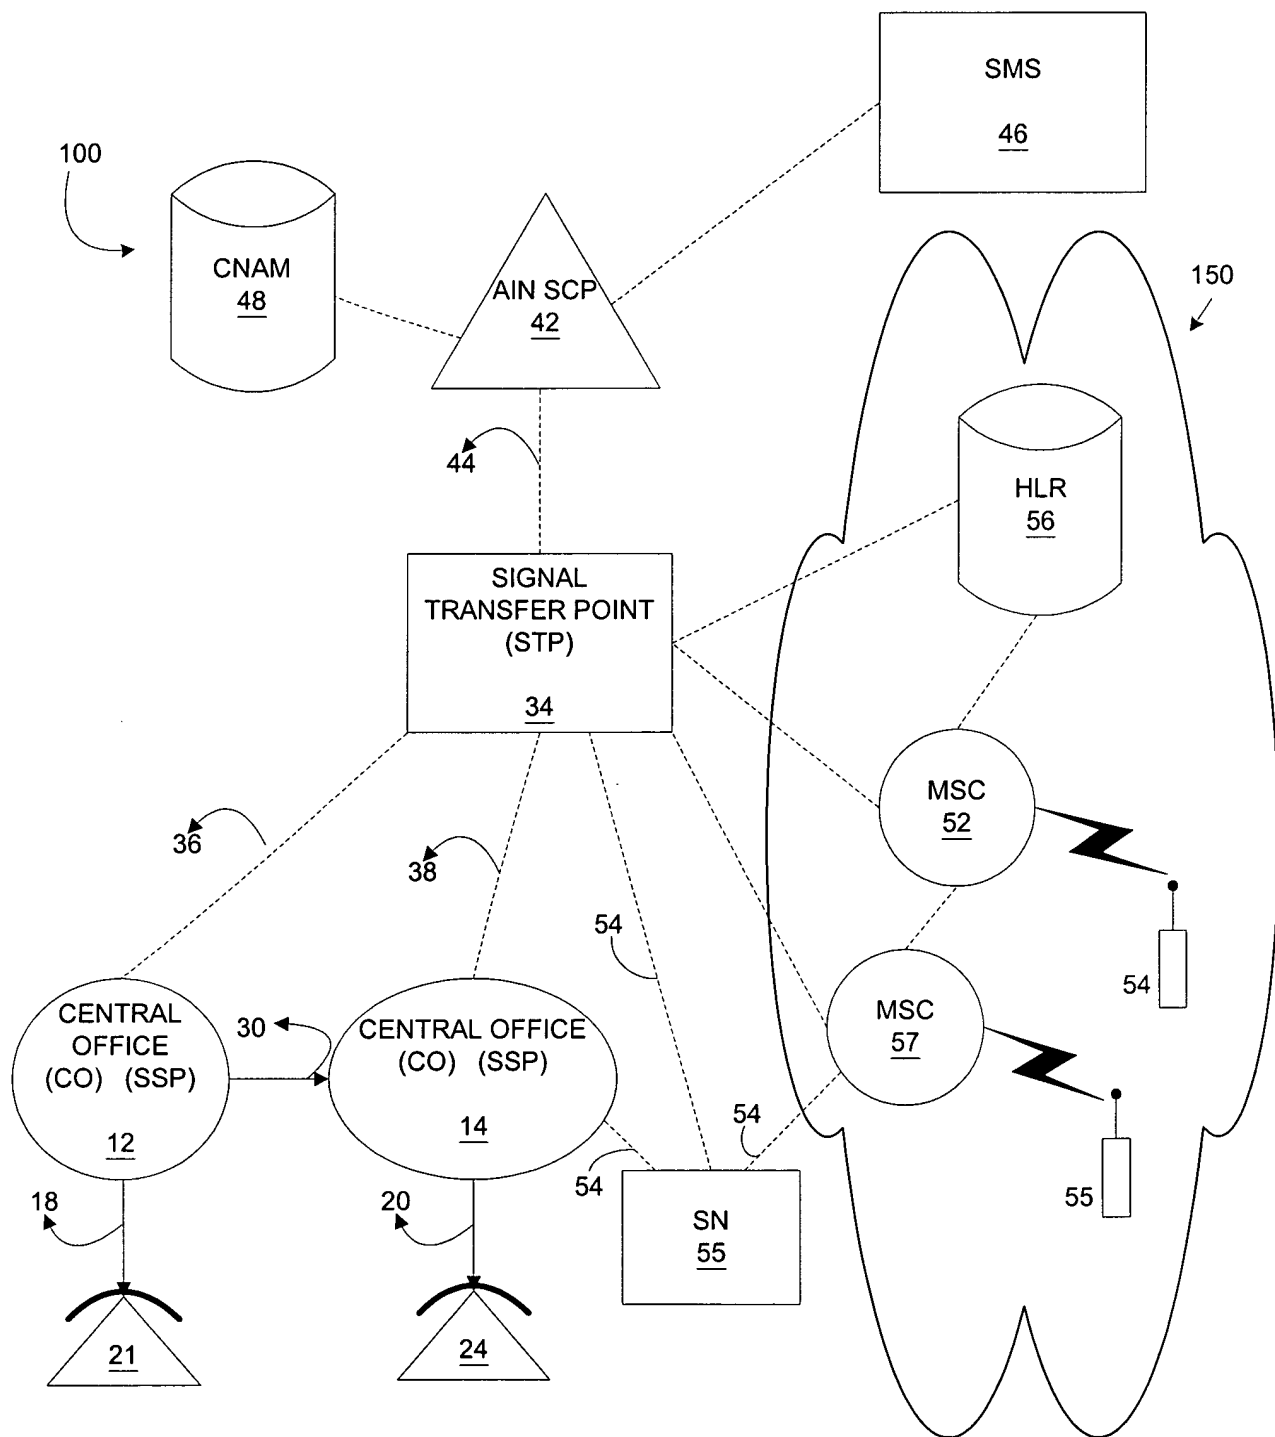 SMS
46
100
CNAM
48
AIN SCP
42
150
44
HLR
56
SIGNAL
TRANSFER POINT
(STP)
34
MSC
52
36
38
54
54
CENTRAL
OFFICE
(CO) (SSP)
12
30
CENTRAL OFFICE
(CO) (SSP)
14
MSC
57
54
54
18
20
SN
55
55
21
24